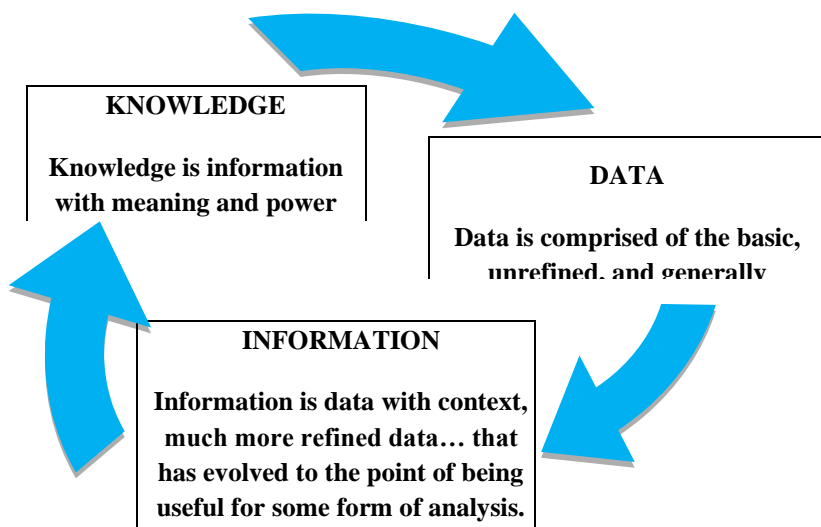 KNOWLEDGE
Knowledge is information
with meaning and power
DATA
Data is comprised of the basic,
unrefined, and generally
INFORMATION
Information is data with context,
much more refined data… that
has evolved to the point of being
useful for some form of analysis.